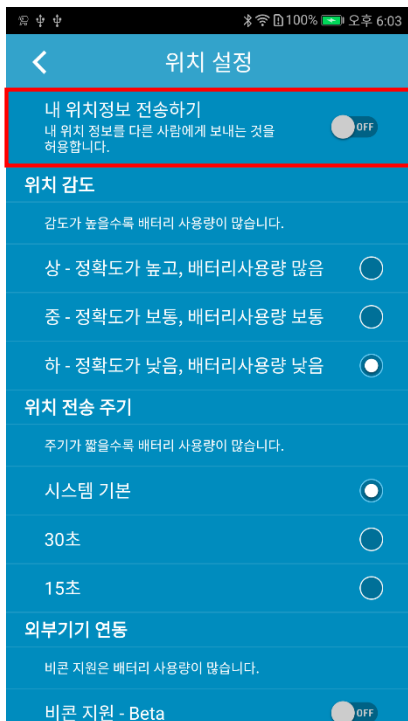 100% 오후 6:03
위치 설정
내 위치정보 전송하기
내 위치 정보를 다른 사람에게 보내는 것을
허용합니다.
OFF
위치 감도
감도가 높을수록 배터리 사용량이 많습니다.
상 - 정확도가 높고, 배터리사용량 많음
중 - 정확도가 보통, 배터리사용량 보통
하 - 정확도가 낮음, 배터리사용량 낮음
위치 전송 주기
주기가 짧을수록 배터리 사용량이 많습니다.
시스템 기본
30초
15초
외부기기 연동
비콘 지원은 배터리 사용량이 많습니다.
비콘 지원 - Beta
OFF